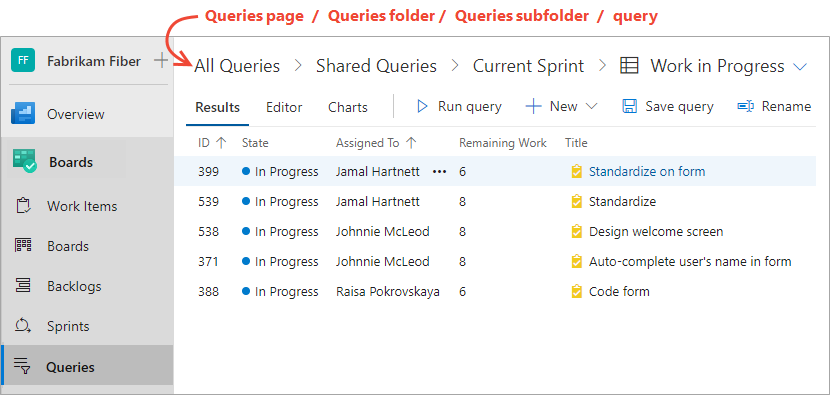 Queries page / Queries folder / Queries subfolder / query
FF Fabrikam Fiber
All Queries > Shared Queries > Current Sprint > Work in Progress
Overview
Results Editor Charts Run query New Save query Rename
ID State Assigned To Remaining Work Title
Boards
399 In Progress Jamal Hartnett ... 6 Standardize on form
Work Items
539 In Progress Jamal Hartnett 8 Standardize
538 In Progress Johnnie McLeod 8 Design welcome screen
Boards
371 In Progress Johnnie McLeod 8 Auto-complete user's name in form
Backlogs
388 In Progress Raisa Pokrovskaya 6 Code form
Sprints
Queries